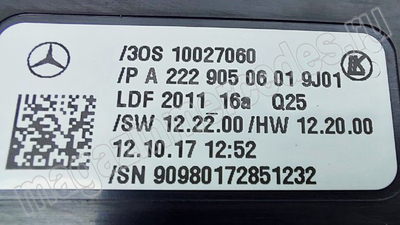 /3OS 10027060
/P A 222 905 06 01 9J01
LDF 2011 16a Q25
/SW 12.22.00 /HW 12.20.00
12.10.17 12:52
/SN 90980172851232